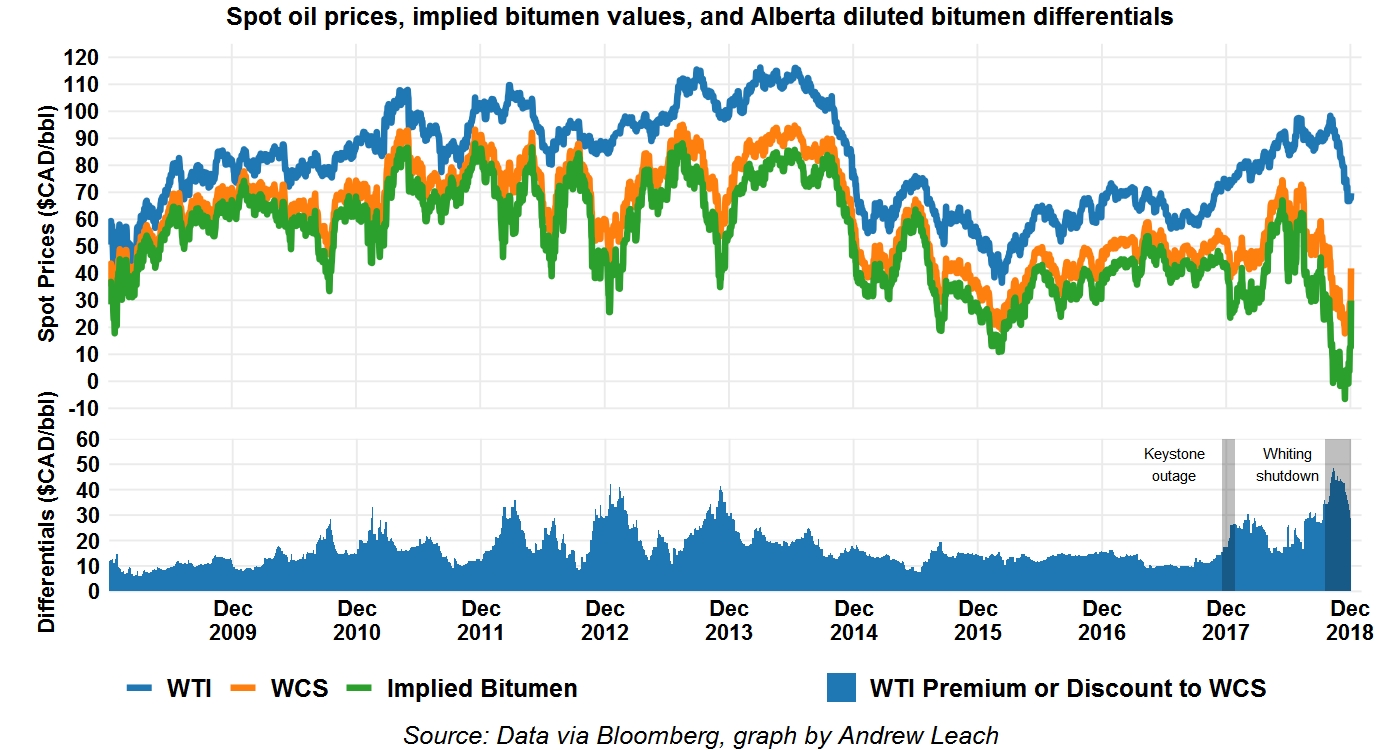 Spot oil prices, implied bitumen values, and Alberta diluted bitumen differentials
Spot Prices ($CAD/bbl)
120
110
100
90
80
70
60
50
40
30
20
10
0
-10
Differentials ($CAD/bbl)
60
50
40
30
20
10
0
Keystone
outage
Whiting
shutdown
Dec Dec Dec Dec Dec Dec Dec Dec Dec Dec
2009 2010 2011 2012 2013 2014 2015 2016 2017 2018
WTI WCS Implied Bitumen WTI Premium or Discount to WCS
Source: Data via Bloomberg, graph by Andrew Leach